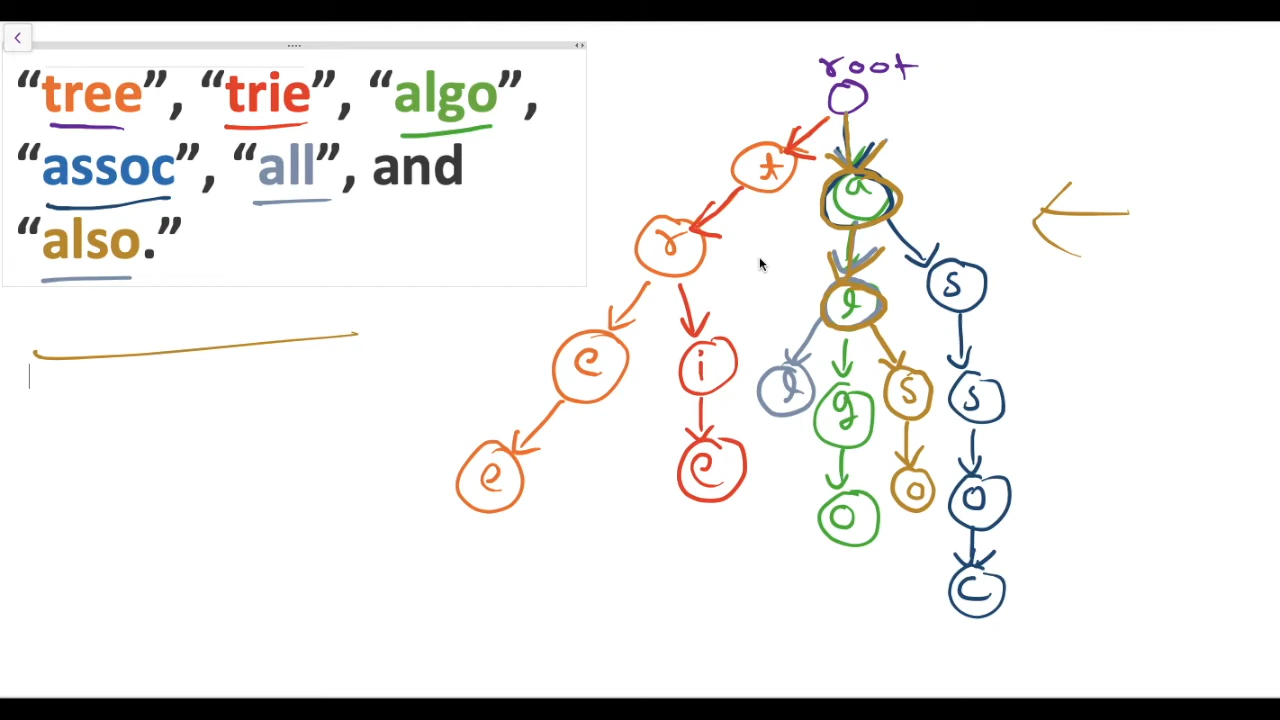 “tree”, “trie”, “algo”,
“assoc”, “all”, and
“also.”
root
t
a
r
s
l
e
i
l
g
s
s
e
e
o
o
o
c